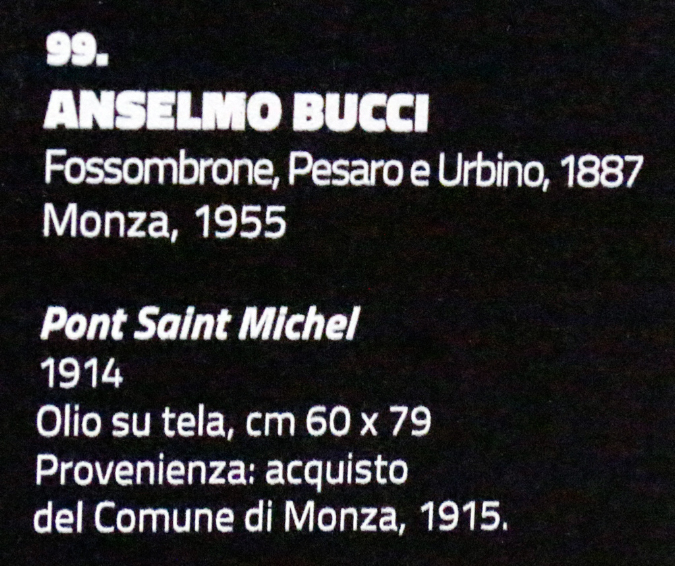 99.
ANSELMO BUCCI
Fossombrone, Pesaro e Urbino, 1887
Monza, 1955
Pont Saint Michel
1914
Olio su tela, cm 60 x 79
Provenienza: acquisto
del Comune di Monza, 1915.